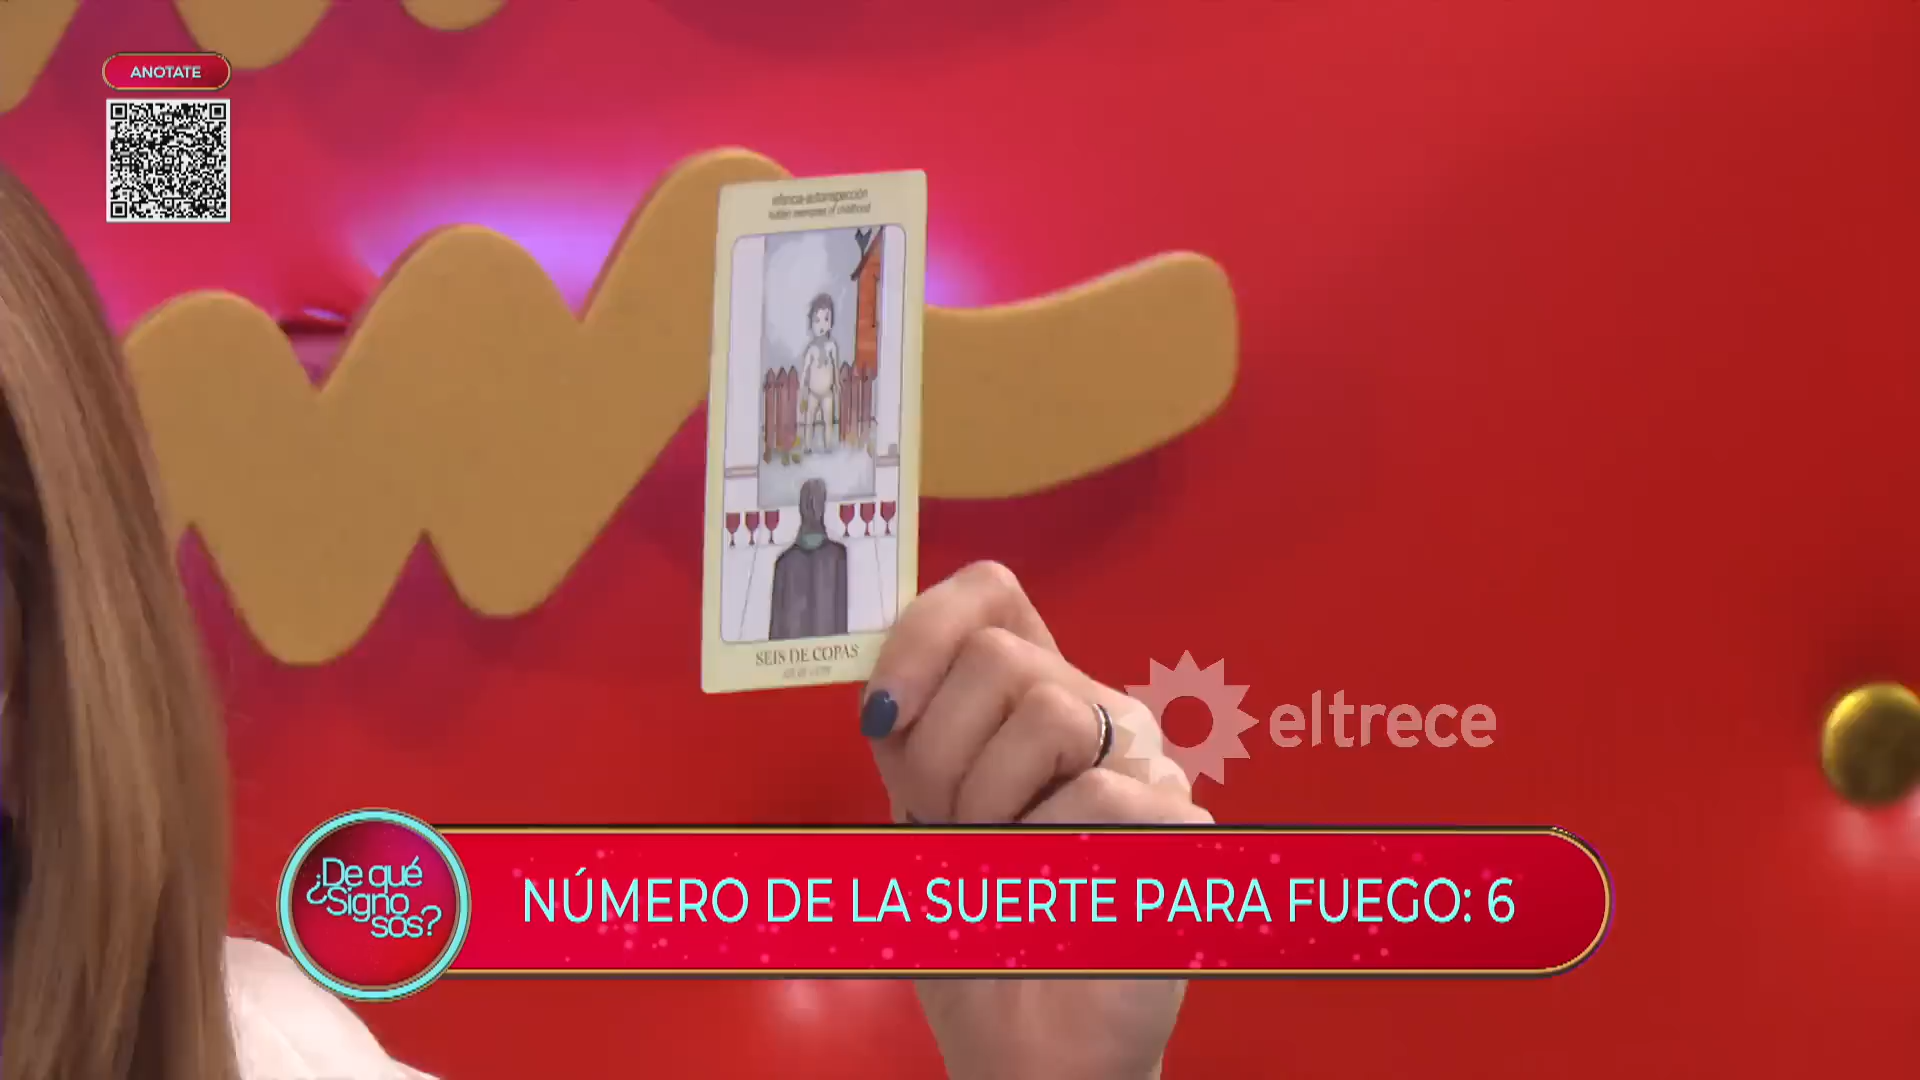 ANOTATE
SEIS DE COPAS
eltrece
¿De qué
Signo
sos?
NÚMERO DE LA SUERTE PARA FUEGO: 6